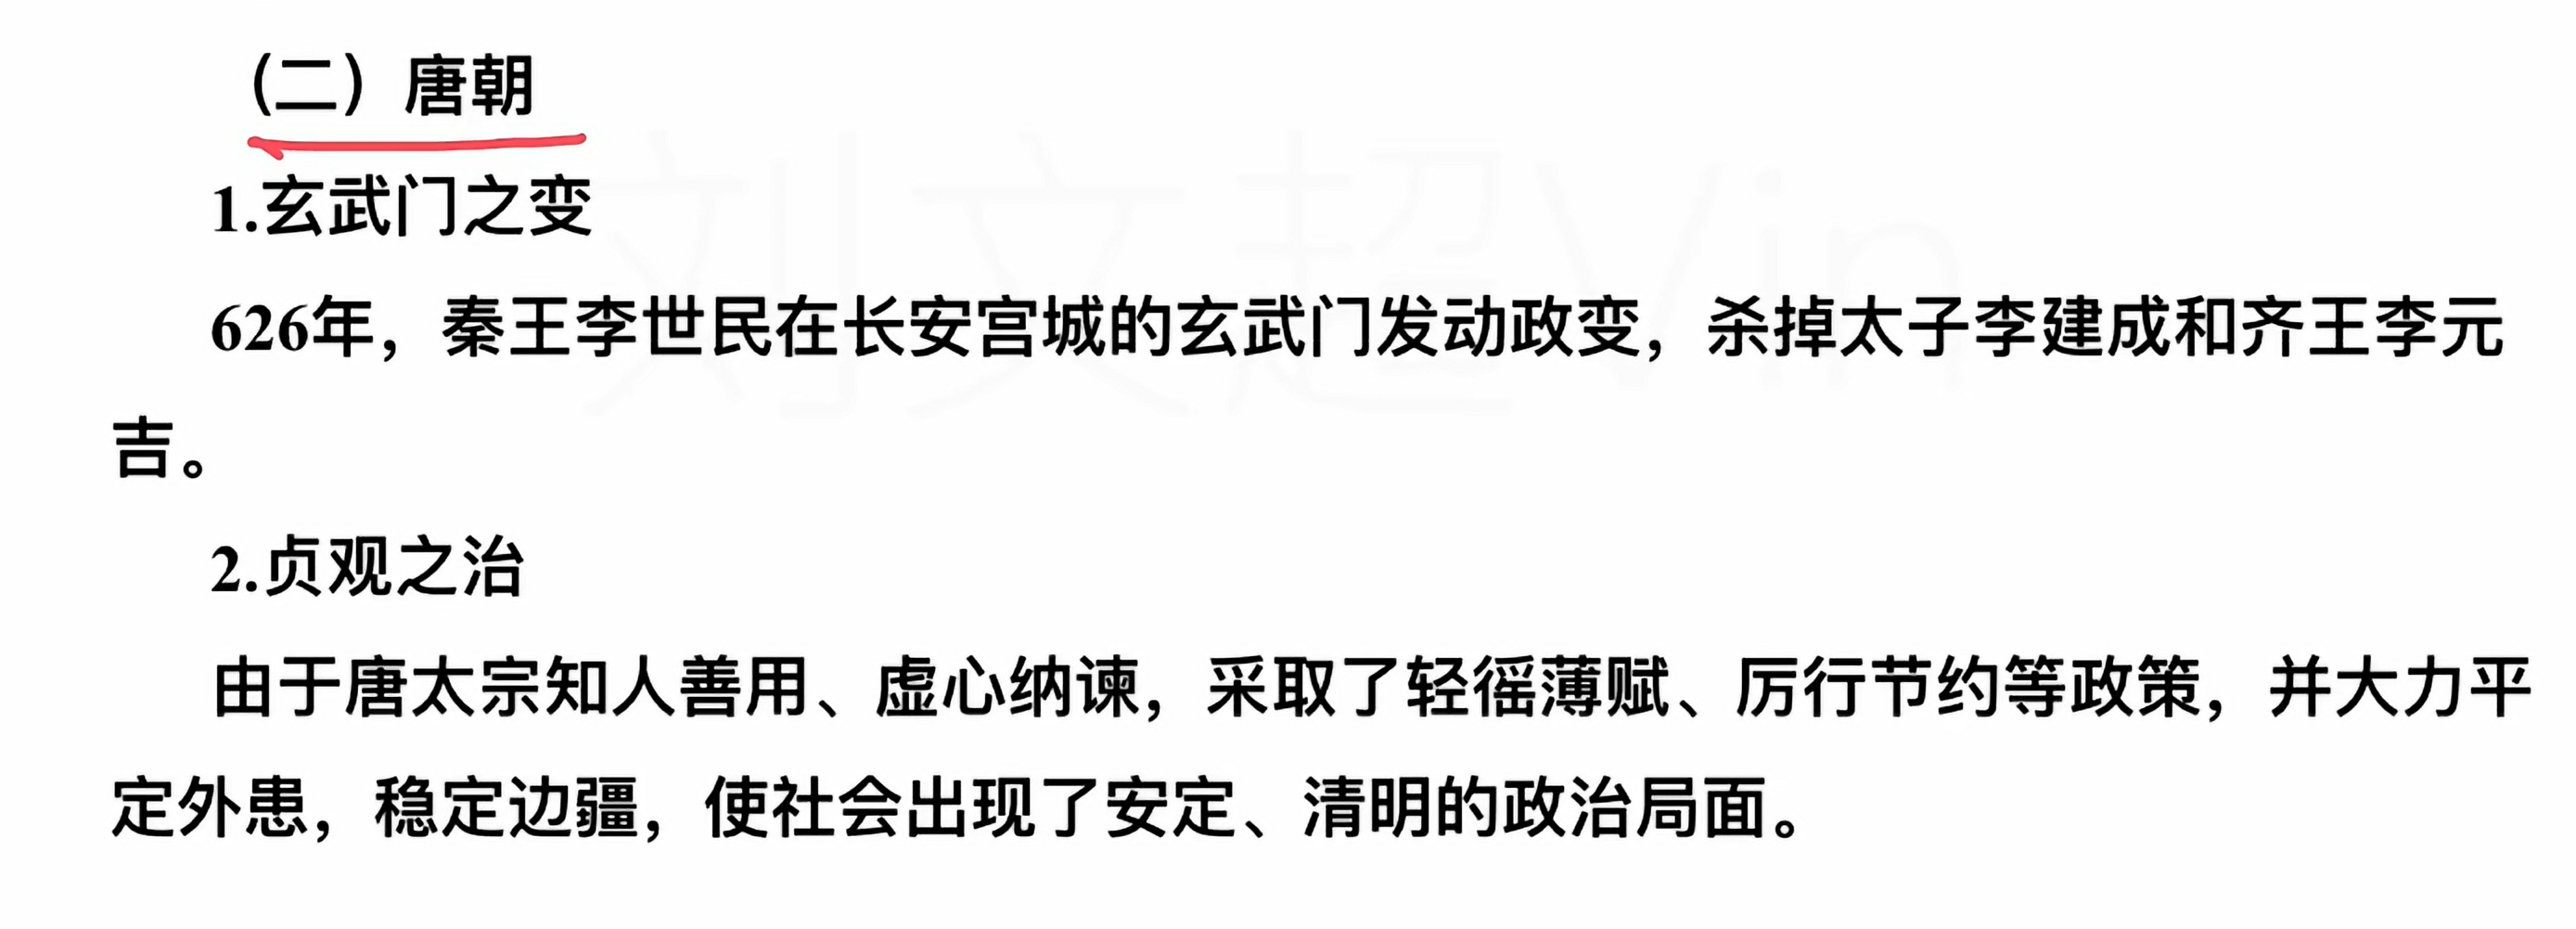 （二）唐朝
1.玄武门之变
626年，秦王李世民在长安宫城的玄武门发动政变，杀掉太子李建成和齐王李元
吉。
2.贞观之治
由于唐太宗知人善用、虚心纳谏，采取了轻徭薄赋、厉行节约等政策，并大力平
定外患，稳定边疆，使社会出现了安定、清明的政治局面。
刘文超Vin